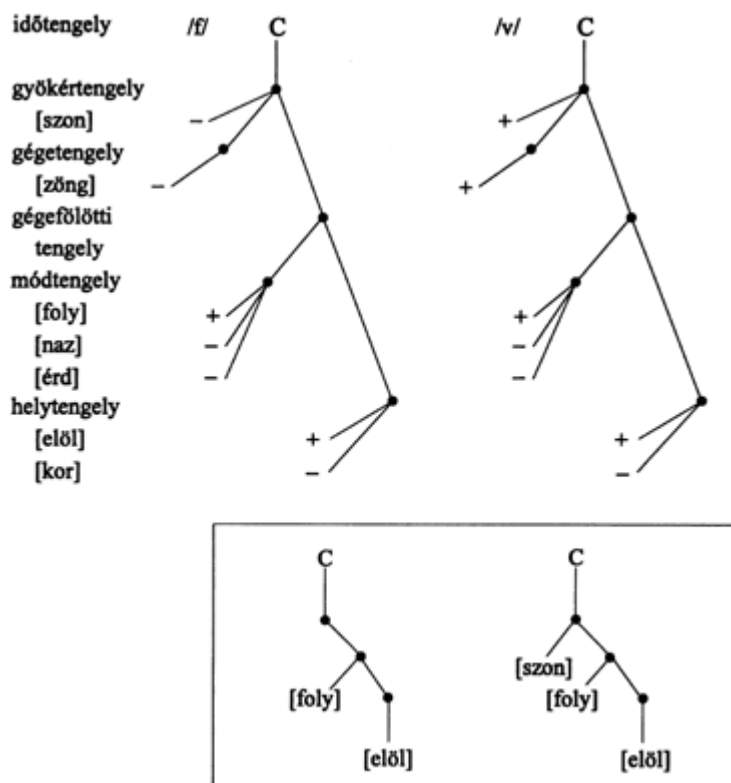 időtengely /f/ C /v/ C
gyökértengely
[szon] − +
gégetengely
[zöng] − +
gégefölötti
tengely
módtengely
[foly] + +
[naz] − −
[érd] − −
helytengely
[elöl] + +
[kor] − −
C C
[szon]
[foly] [foly]
[elöl] [elöl]